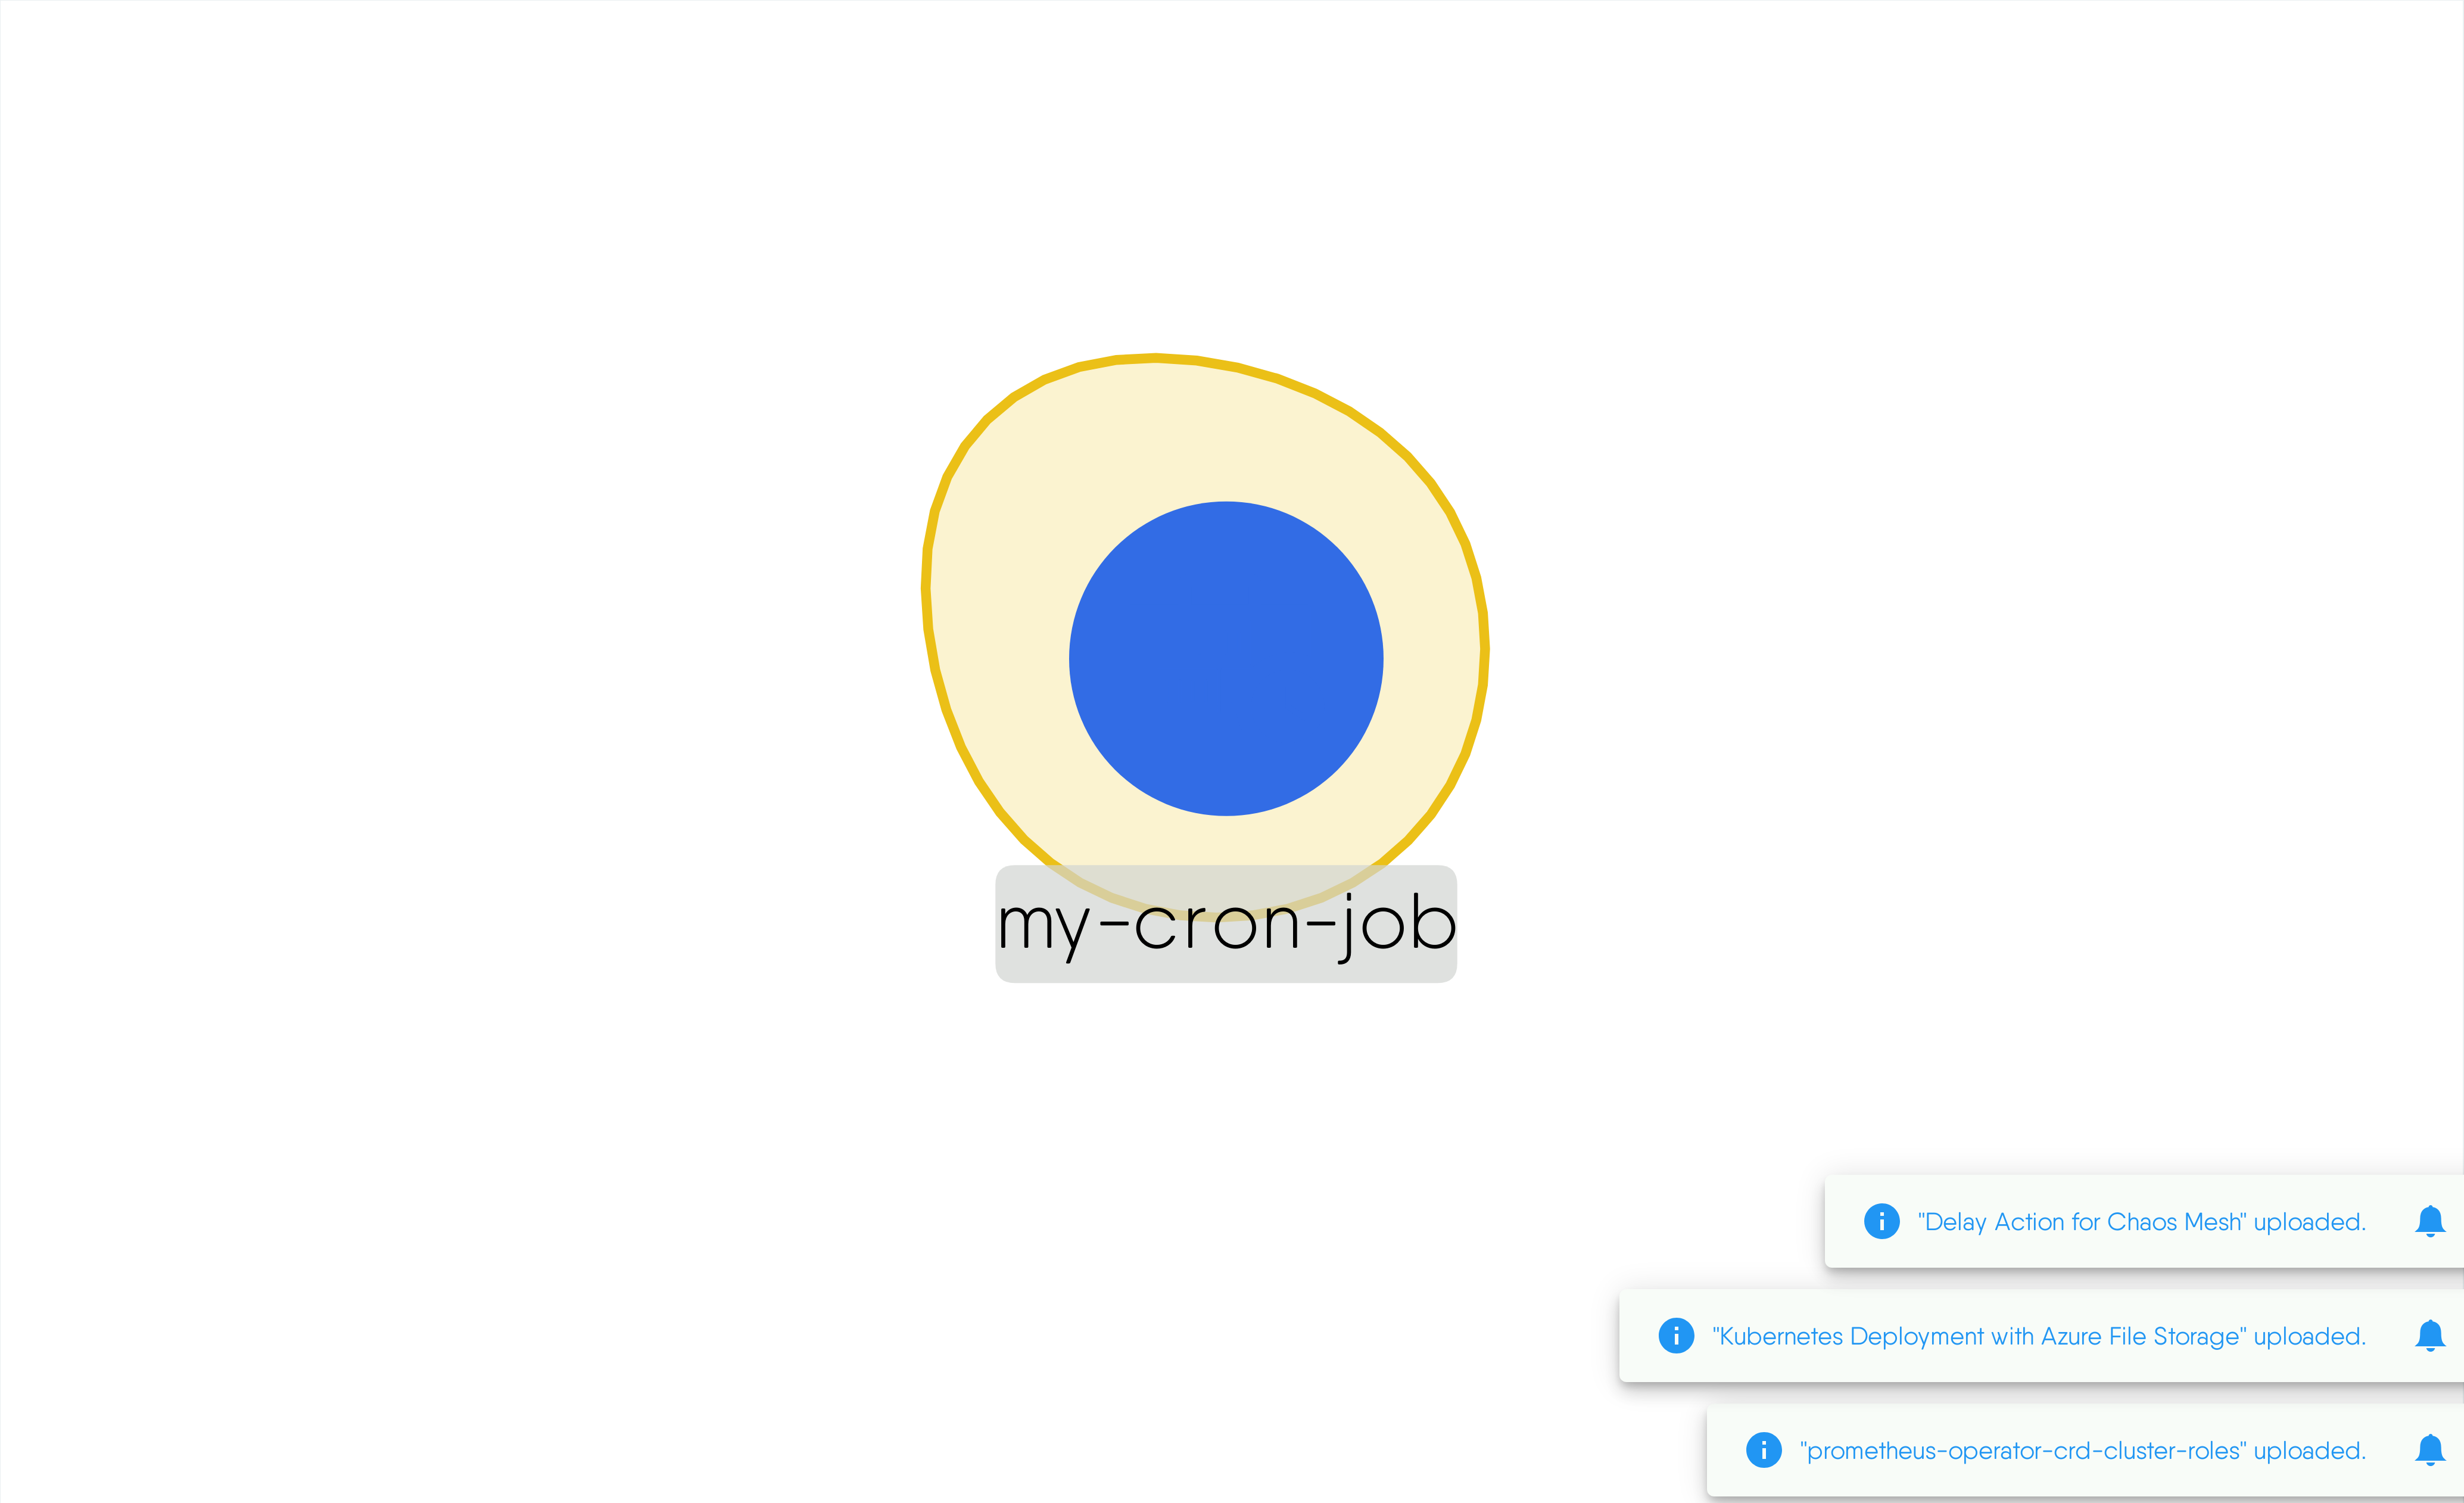 my-cron-job
"Delay Action for Chaos Mesh" uploaded.
"Kubernetes Deployment with Azure File Storage" uploaded.
"prometheus-operator-crd-cluster-roles" uploaded.